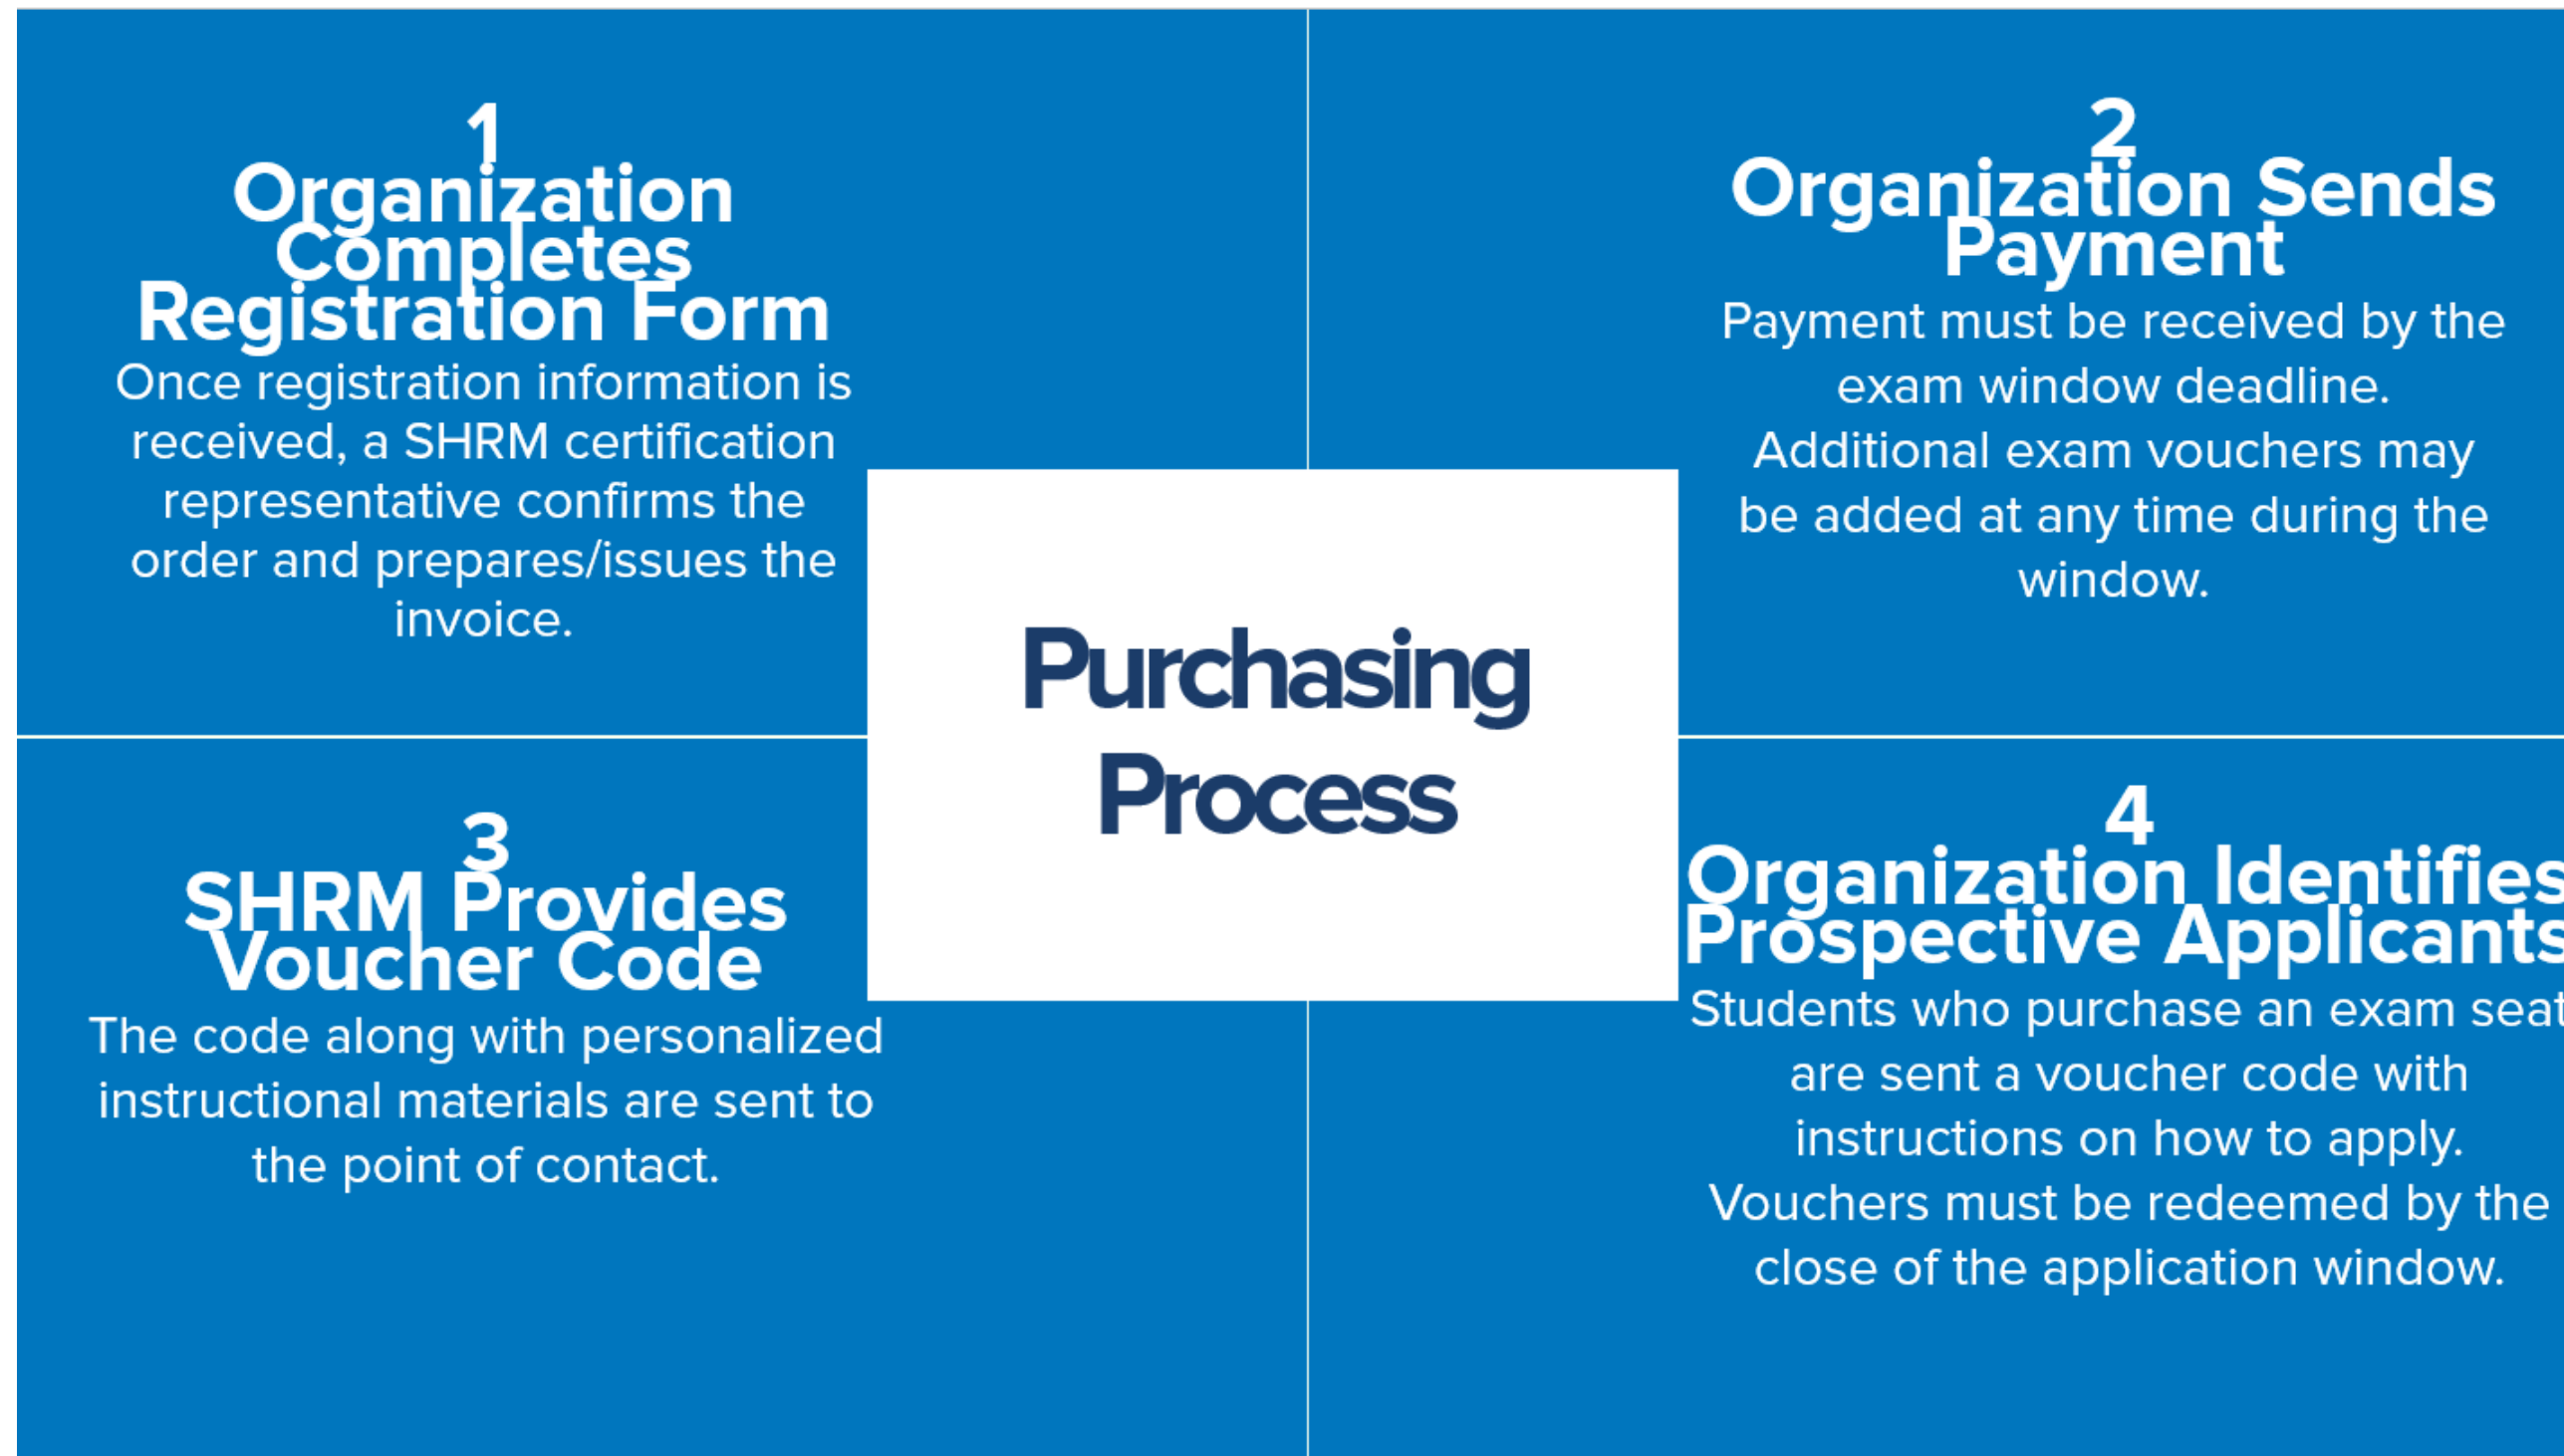 1
Organization
Completes
Registration Form
Once registration information is
received, a SHRM certification
representative confirms the
order and prepares/issues the
invoice.
2
Organization Sends
Payment
Payment must be received by the
exam window deadline.
Additional exam vouchers may
be added at any time during the
window.
Purchasing
Process
3
SHRM Provides
Voucher Code
The code along with personalized
instructional materials are sent to
the point of contact.
4
Organization Identifies
Prospective Applicants
Students who purchase an exam seat
are sent a voucher code with
instructions on how to apply.
Vouchers must be redeemed by the
close of the application window.